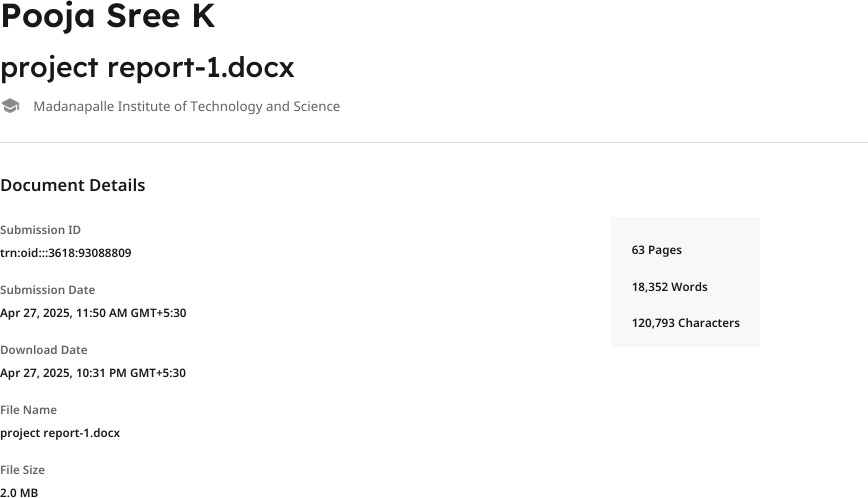 Pooja Sree K
project report-1.docx
Madanapalle Institute of Technology and Science
Document Details
Submission ID
trn:oid:::3618:93088809
Submission Date
Apr 27, 2025, 11:50 AM GMT+5:30
Download Date
Apr 27, 2025, 10:31 PM GMT+5:30
File Name
project report-1.docx
File Size
2.0 MB
63 Pages
18,352 Words
120,793 Characters